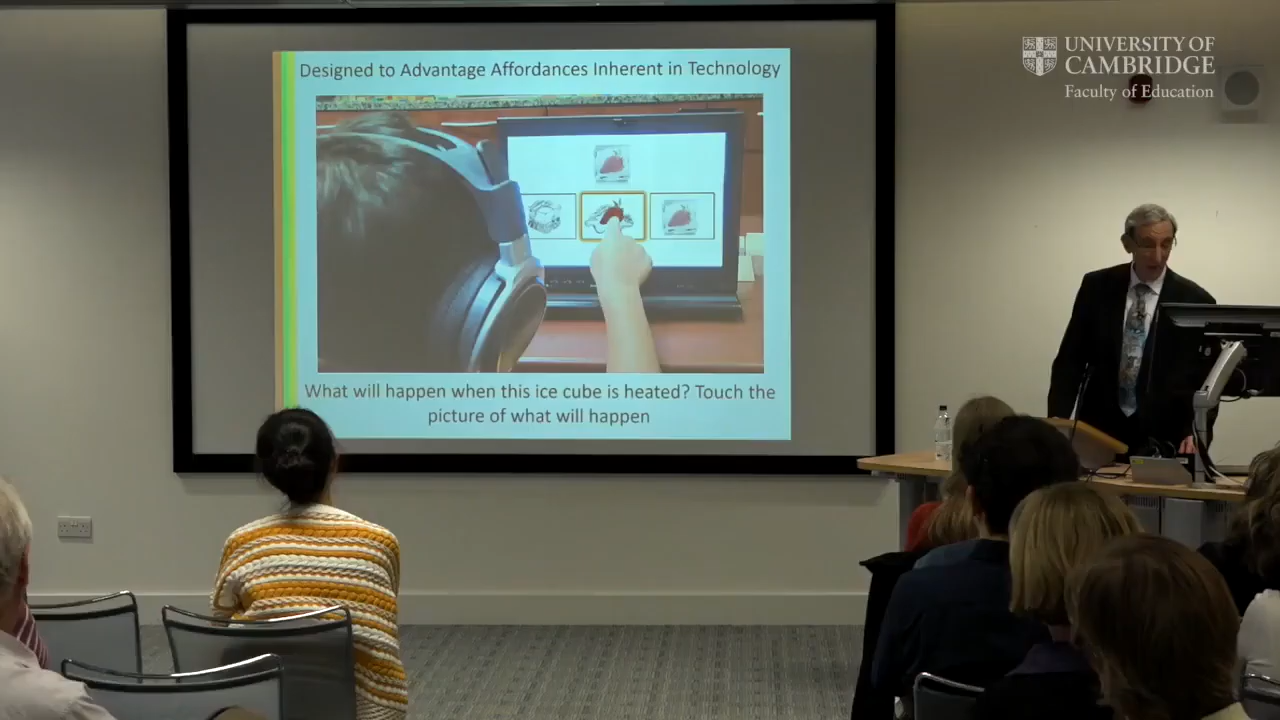 Designed to Advantage Affordances Inherent in Technology
What will happen when this ice cube is heated? Touch the
picture of what will happen
UNIVERSITY OF
CAMBRIDGE
Faculty of Education